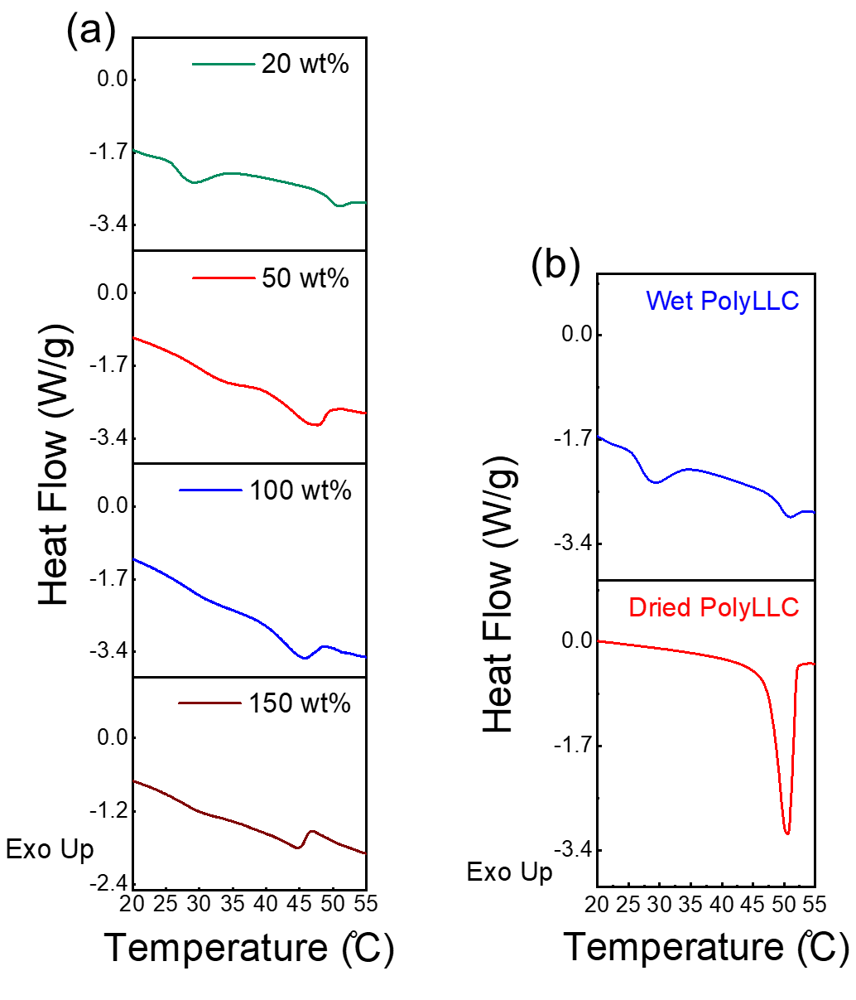 (a)
20 wt%
0.0
-1.7
-3.4
50 wt%
0.0
-1.7
-3.4
100 wt%
0.0
-1.7
-3.4
150 wt%
0.0
-1.2
-2.4
Heat Flow (W/g)
Exo Up
20 25 30 35 40 45 50 55
Temperature (°C)
(b)
Wet PolyLLC
0.0
-1.7
-3.4
Dried PolyLLC
0.0
-1.7
-3.4
Heat Flow (W/g)
Exo Up
20 25 30 35 40 45 50 55
Temperature (°C)